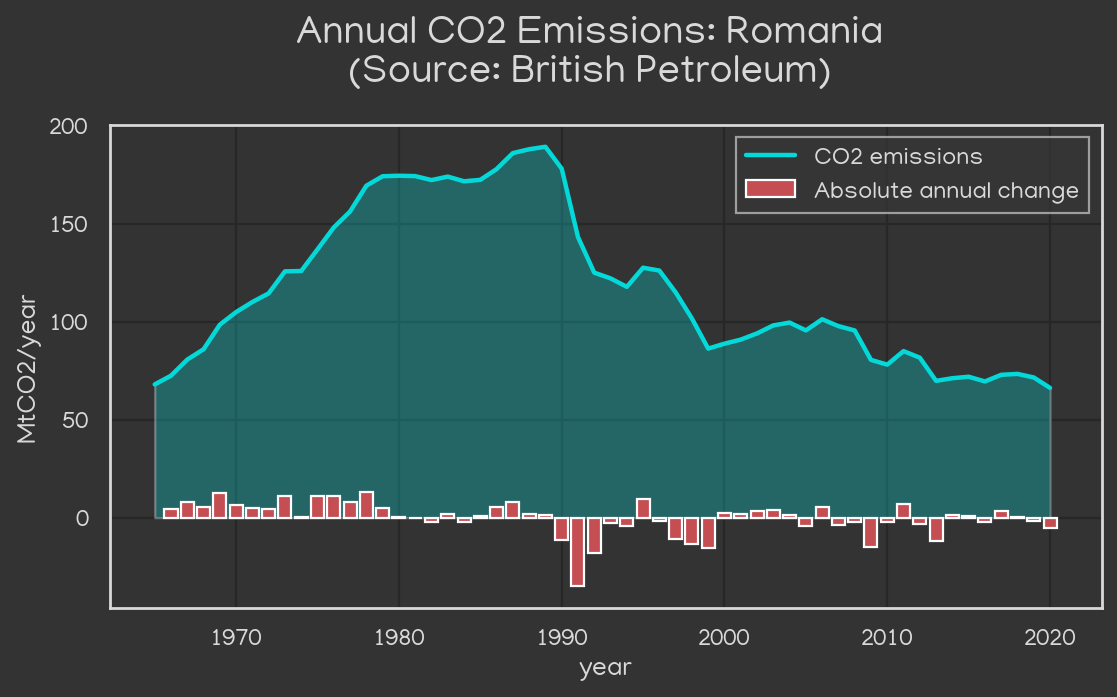 Annual CO2 Emissions: Romania
(Source: British Petroleum)
200
150
100
50
0
MtCO2/year
CO2 emissions
Absolute annual change
1970
1980
1990
2000
2010
2020
year